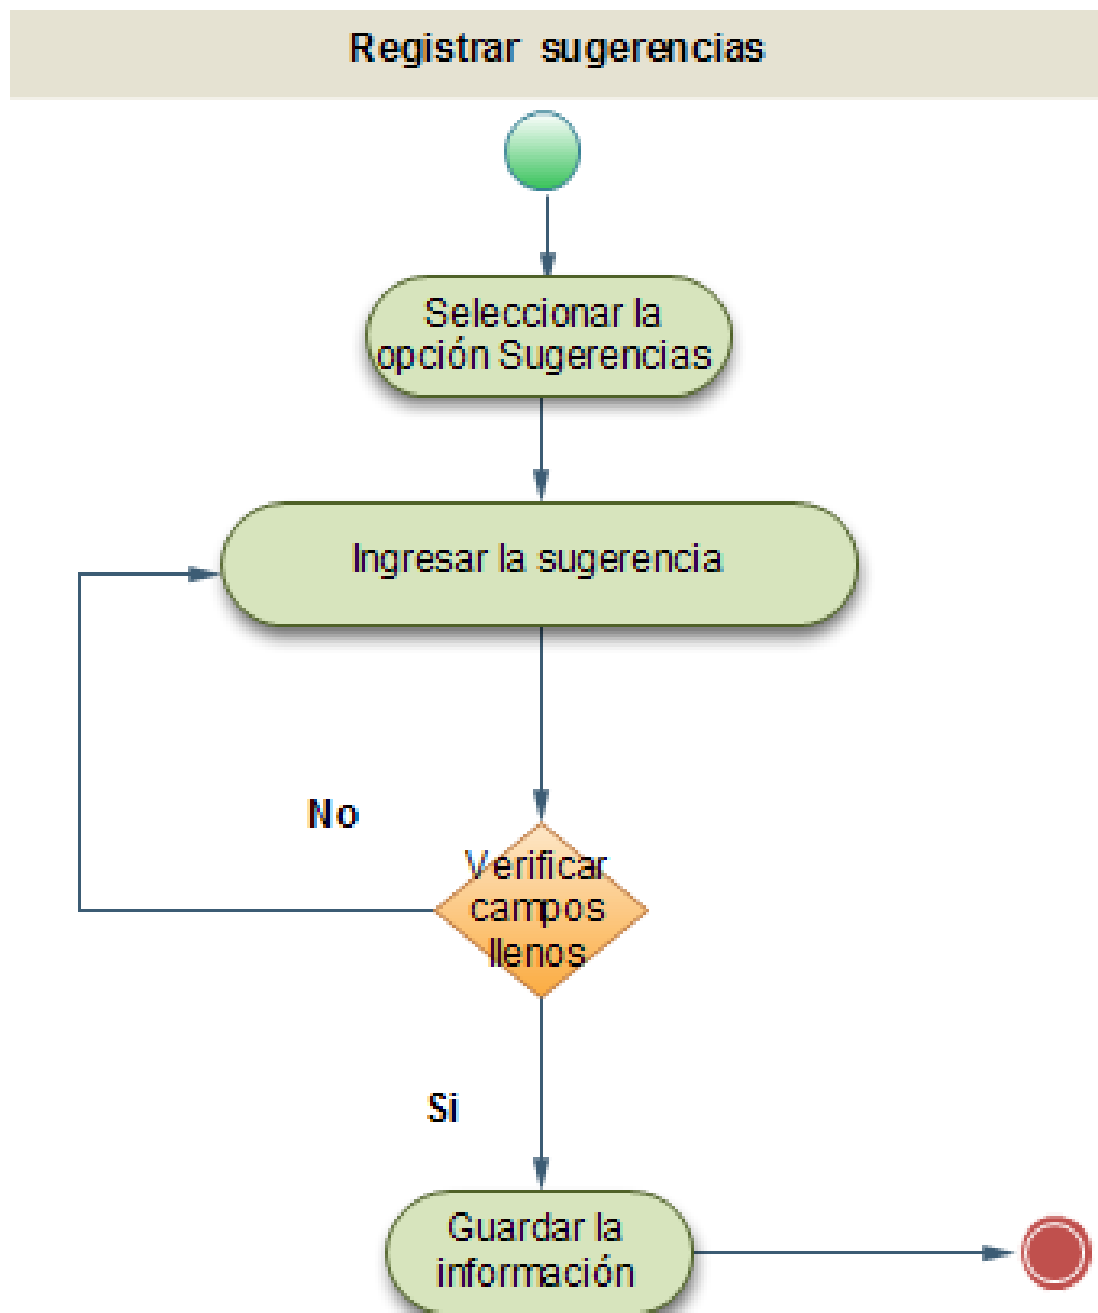 Registrar sugerencias
Seleccionar la
opción Sugerencias
Ingresar la sugerencia
No
Verificar
campos
llenos
Si
Guardar la
información